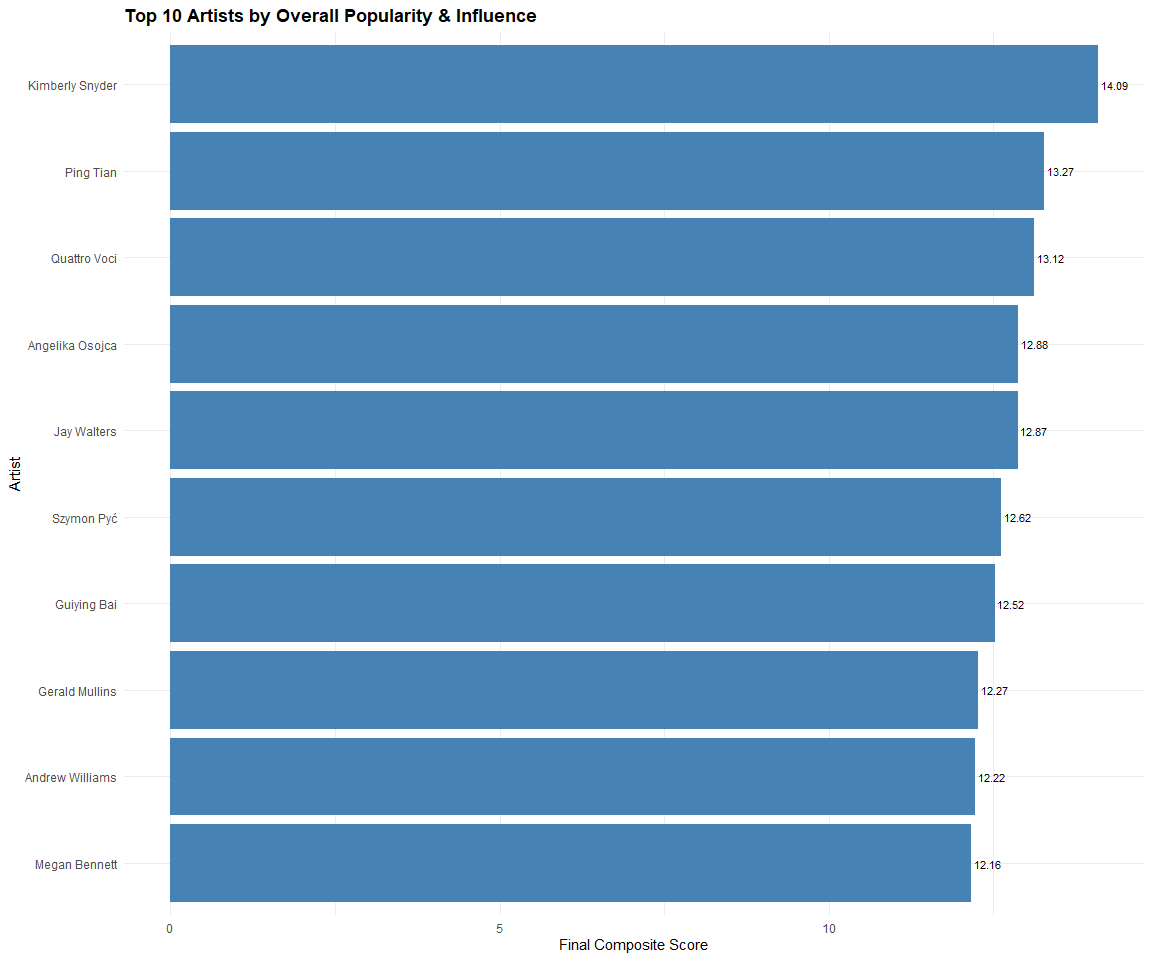 Top 10 Artists by Overall Popularity & Influence
Kimberly Snyder 14.09
Ping Tian 13.27
Quattro Voci 13.12
Angelika Osojca 12.88
Jay Walters 12.87
Szymon Pyć 12.62
Guiying Bai 12.52
Gerald Mullins 12.27
Andrew Williams 12.22
Megan Bennett 12.16
Artist
0 5 10
Final Composite Score